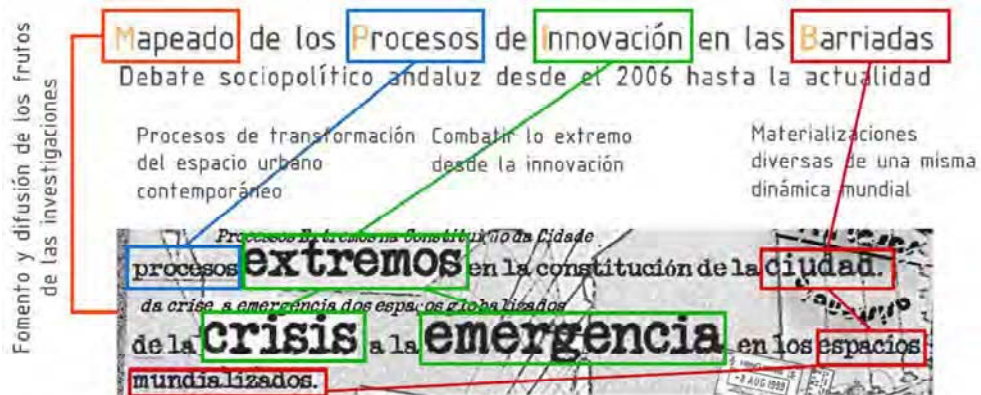 Fomento y difusión de los frutos
de las investigaciones
Mapeado de los Procesos de Innovación en las Barriadas
Debate sociopolítico andaluz desde el 2006 hasta la actualidad
Procesos de transformación
del espacio urbano
contemporáneo
Combatir lo extremo
desde la innovación
Materializaciones
diversas de una misma
dinámica mundial
Processos Extremos na Constituição da Cidade
procesos extremos en la constitución de la ciudad.
da crise a emergência dos espaços globalizados
de la crisis a la emergencia en los espacios
mundializados.
-8 AUG 1989